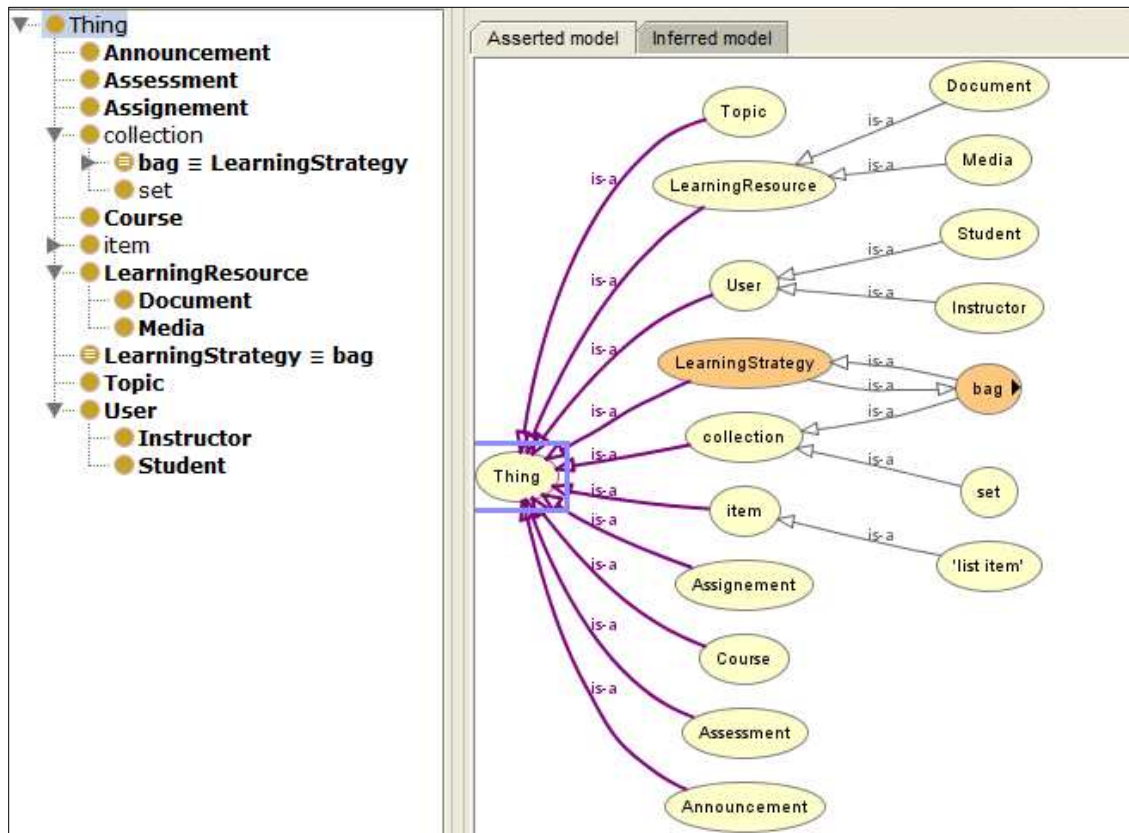 Thing
Announcement
Assessment
Assignement
collection
bag ≡ LearningStrategy
set
Course
item
LearningResource
Document
Media
LearningStrategy ≡ bag
Topic
User
Instructor
Student
Asserted model
Inferred model
Document
Topic
is-a
Media
is-a
is-a
LearningResource
Student
is-a
is-a
User
is-a
Instructor
is-a
LearningStrategy
is-a
is-a
bag
is-a
is-a
collection
is-a
is-a
Thing
set
is-a
item
is-a
is-a
'list item'
is-a
Assignement
is-a
Course
is-a
Assessment
Announcement